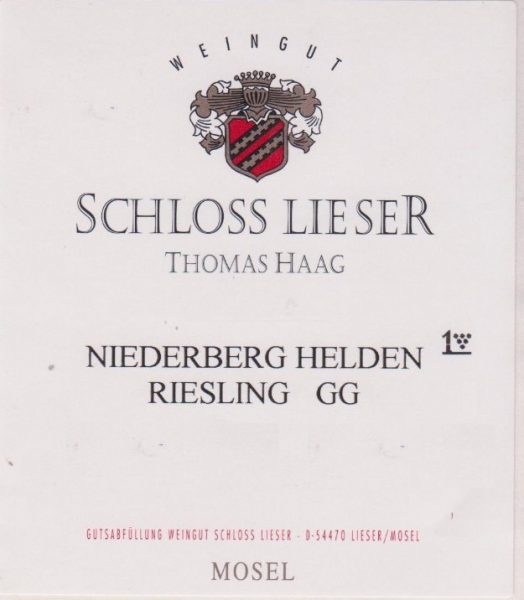 WEINGUT
SCHLOSS LIESER
THOMAS HAAG
NIEDERBERG HELDEN 1
RIESLING GG
GUTSABFÜLLUNG WEINGUT SCHLOSS LIESER - D-54470 LIESER/MOSEL
MOSEL